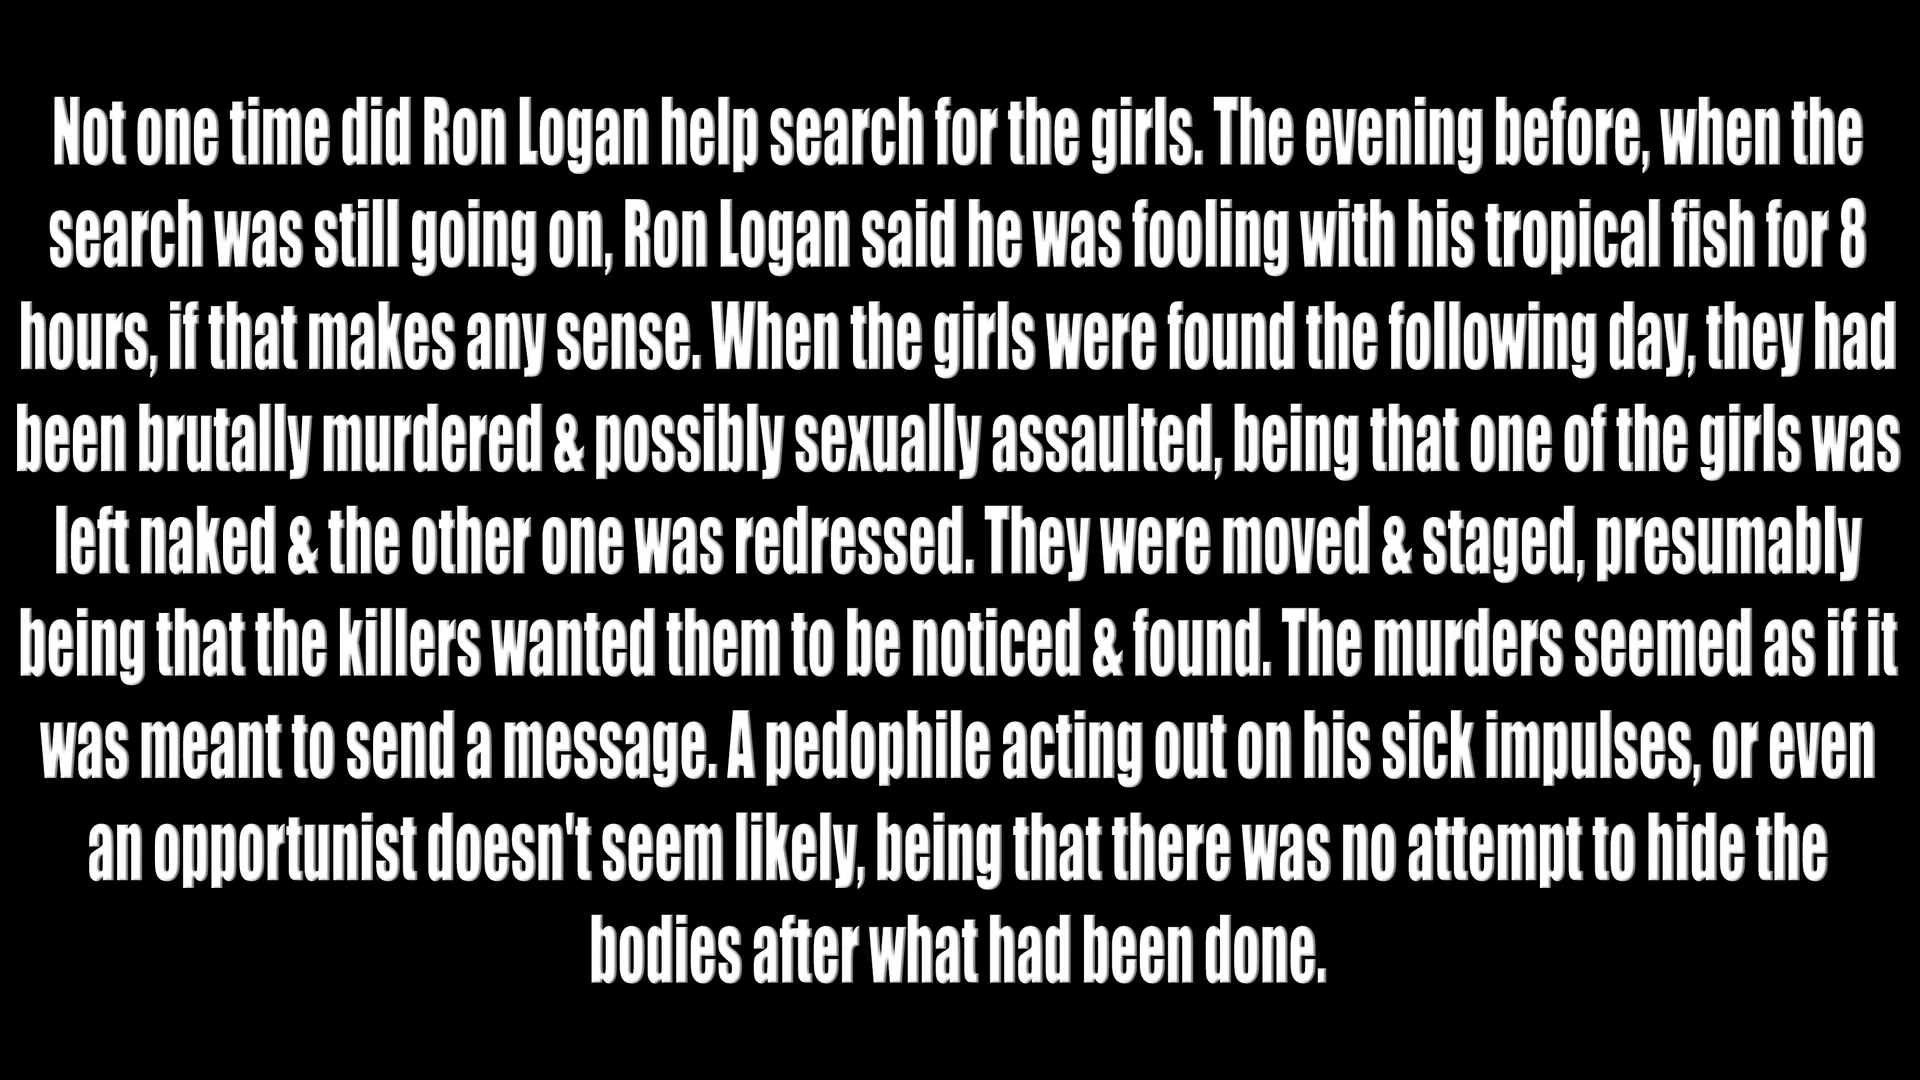 Not one time did Ron Logan help search for the girls. The evening before, when the
search was still going on, Ron Logan said he was fooling with his tropical fish for 8
hours, if that makes any sense. When the girls were found the following day, they had
been brutally murdered & possibly sexually assaulted, being that one of the girls was
left naked & the other one was redressed. They were moved & staged, presumably
being that the killers wanted them to be noticed & found. The murders seemed as if it
was meant to send a message. A pedophile acting out on his sick impulses, or even
an opportunist doesn't seem likely, being that there was no attempt to hide the
bodies after what had been done.